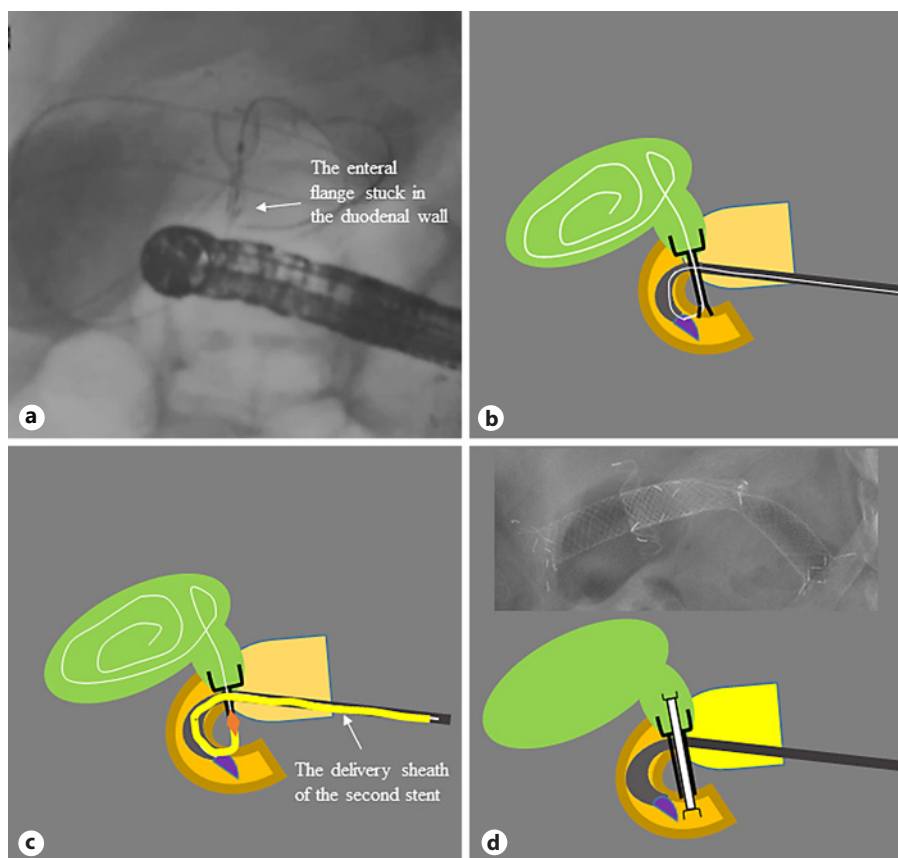 The enteral
flange stuck in
the duodenal wall
a
b
The delivery sheath
of the second stent
c
d